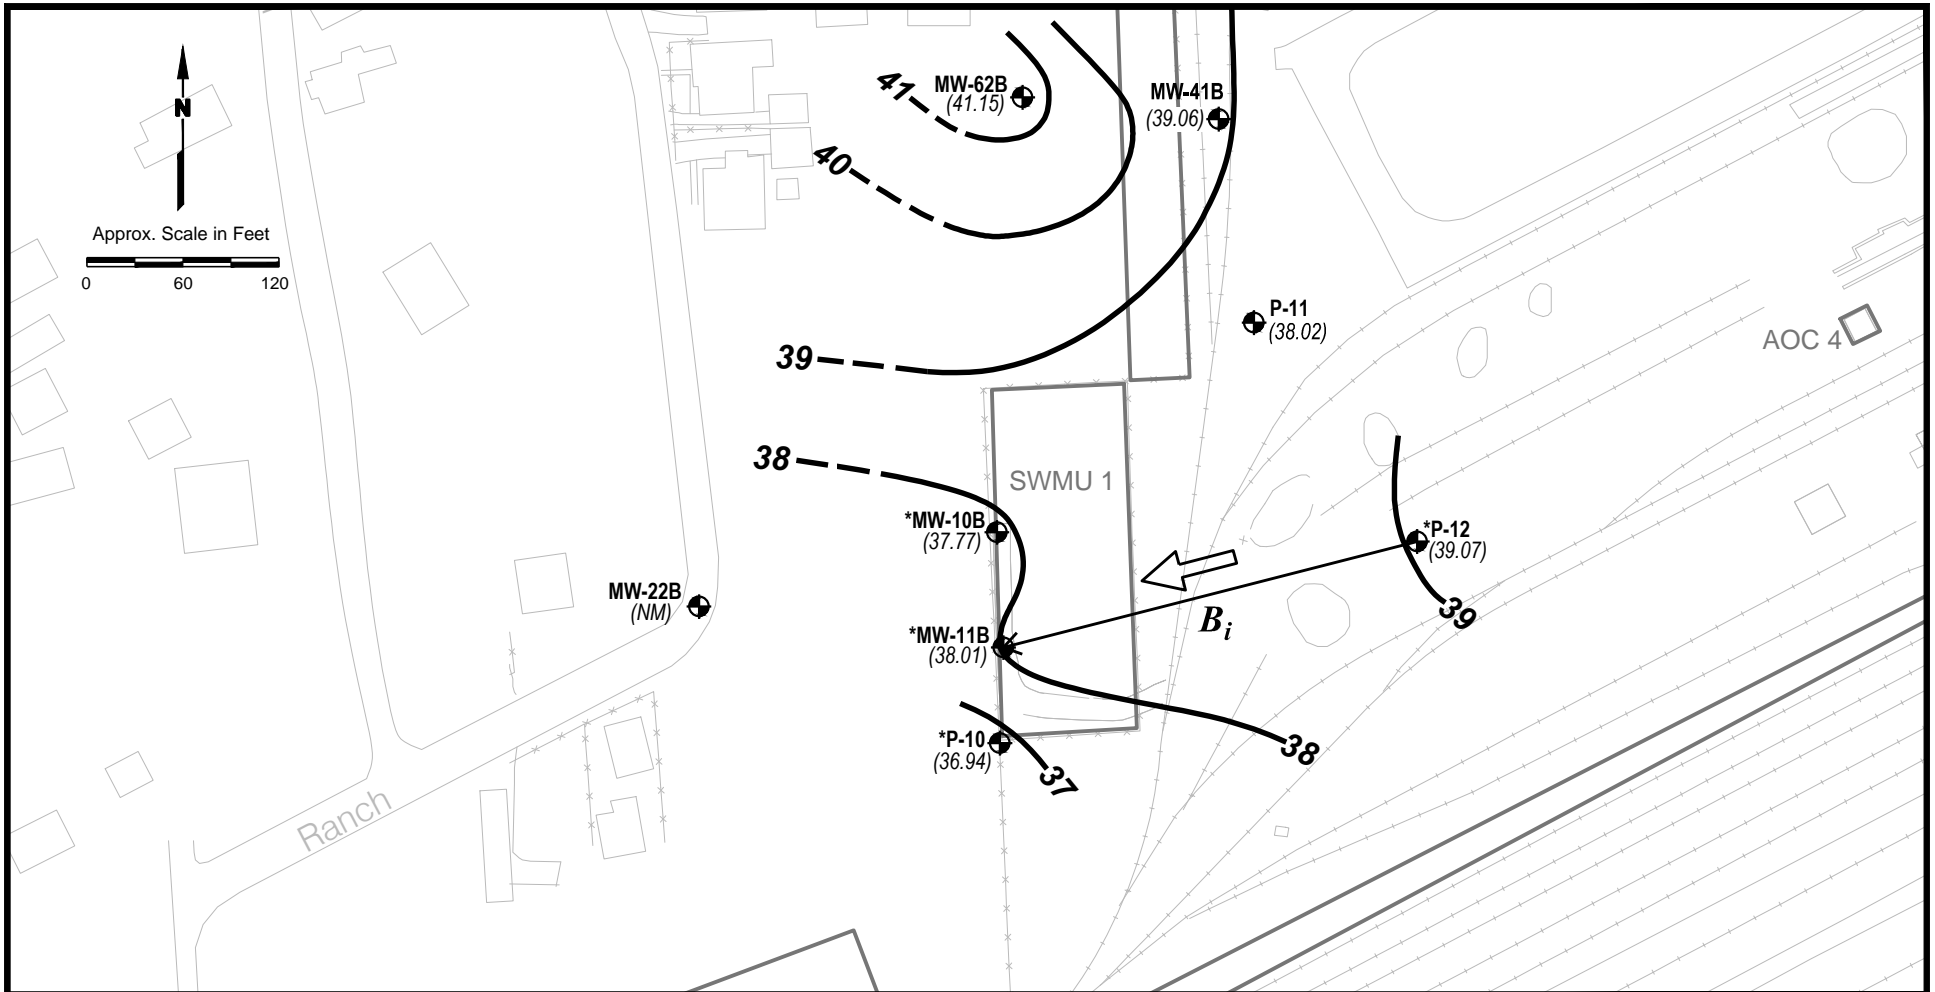 41
MW-62B
(41.15)
MW-41B
(39.06)
N
40
Approx. Scale in Feet
0 60 120
P-11
(38.02)
AOC 4
39
38
SWMU 1
*MW-10B
(37.77)
*P-12
(39.07)
MW-22B
(NM)
39
Bi
*MW-11B
(38.01)
*P-10
(36.94)
38
37
Ranch